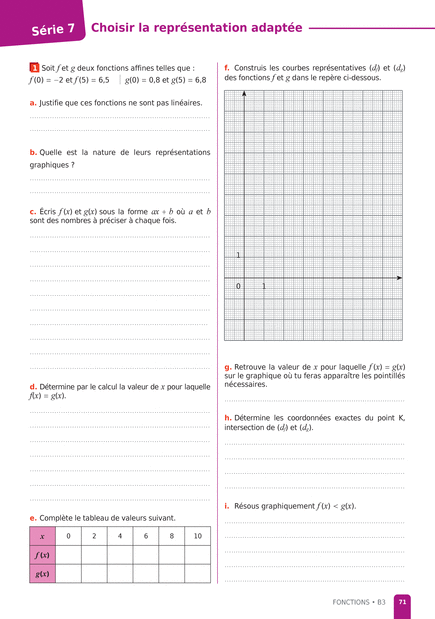 Série 7
Choisir la représentation adaptée
1 Soit f et g deux fonctions affines telles que :
f (0) = −2 et f (5) = 6,5 | g(0) = 0,8 et g(5) = 6,8
a. Justifie que ces fonctions ne sont pas linéaires.
b. Quelle est la nature de leurs représentations
graphiques ?
c. Écris f (x) et g(x) sous la forme ax + b où a et b
sont des nombres à préciser à chaque fois.
d. Détermine par le calcul la valeur de x pour laquelle
f(x) = g(x).
e. Complète le tableau de valeurs suivant.
x 0 2 4 6 8 10
f (x)
g(x)
f. Construis les courbes représentatives (df) et (dg)
des fonctions f et g dans le repère ci-dessous.
1
0 1
g. Retrouve la valeur de x pour laquelle f (x) = g(x)
sur le graphique où tu feras apparaître les pointillés
nécessaires.
h. Détermine les coordonnées exactes du point K,
intersection de (df) et (dg).
i. Résous graphiquement f (x) < g(x).
FONCTIONS • B3 71